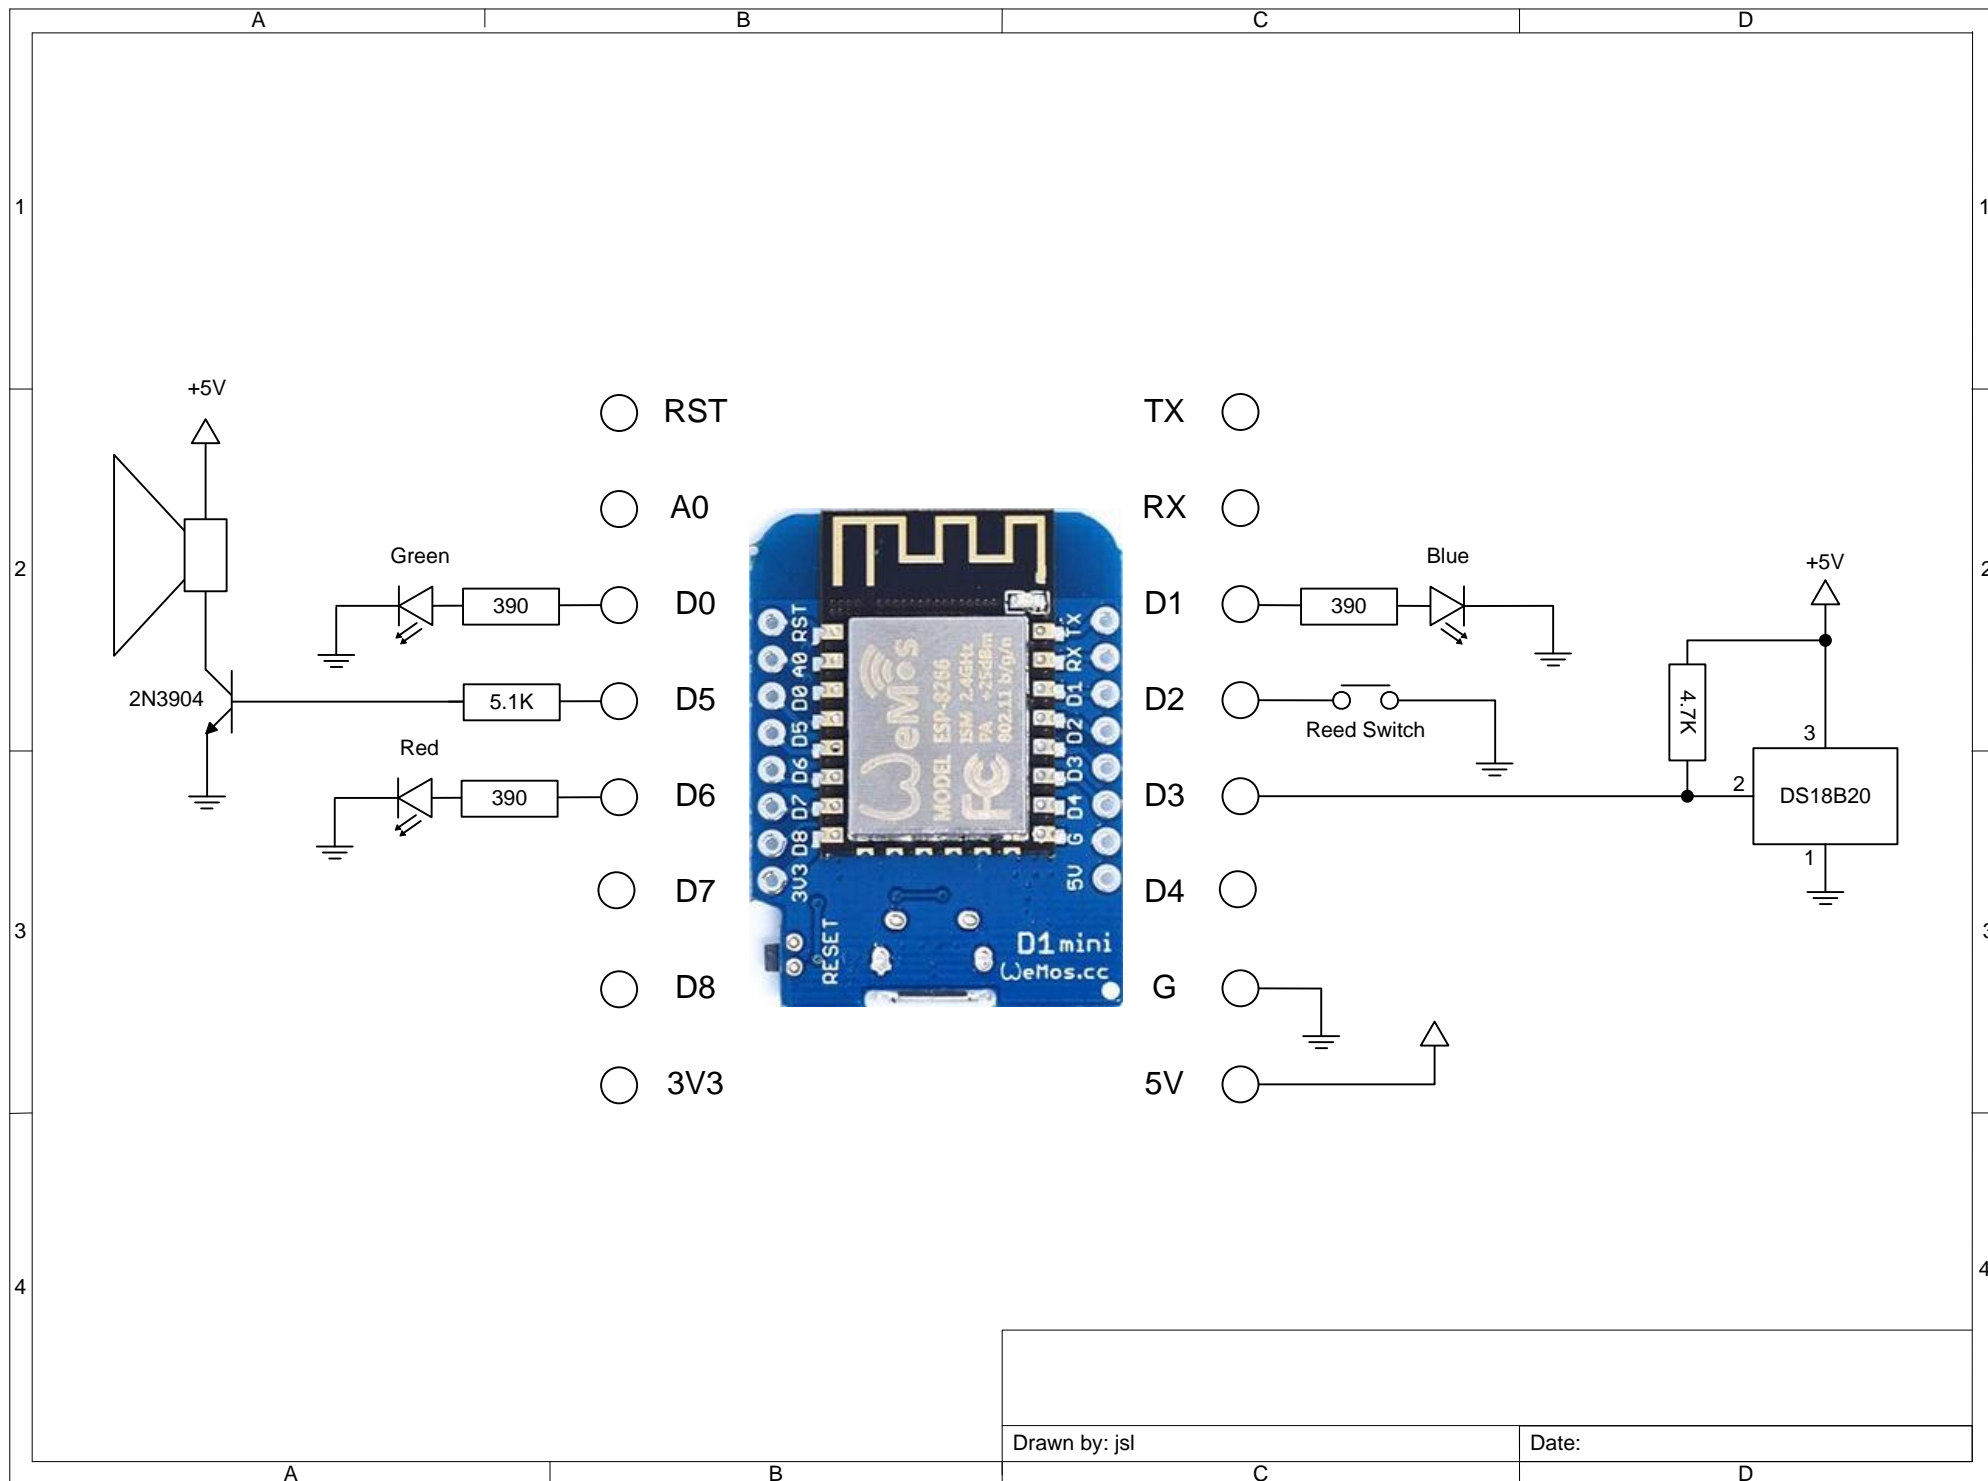 A B C D
1 1
+5V
RST TX
A0 RX
2 Green Blue +5V 2
390 D0 D1 390
2N3904 5.1K D5 D2
Reed Switch
4.7K
3
Red
390 D6 D3 2 DS18B20
1
D7 D4
3 3
D8 G
3V3 5V
RST
A0
D0
D5
D6
D7
D8
3V3
TX
RX
D1
D2
D3
D4
G
5V
WeMos
MODEL ESP-8266
ISM 2.4GHz
PA +25dBm
802.11 b/g/n
FC
RESET
D1 mini
WeMos.cc
4 4
Drawn by: jsl Date:
A B C D